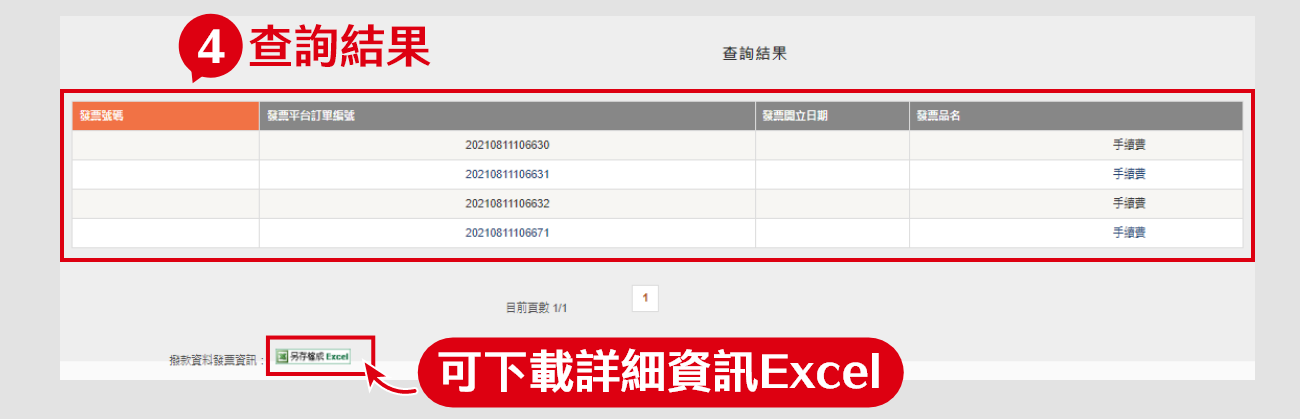 4 查詢結果
查詢結果
發票號碼 發票平台訂單編號 發票開立日期 發票品名
20210811106630 手續費
20210811106631 手續費
20210811106632 手續費
20210811106671 手續費
目前頁數 1/1 1
撥款資料發票資訊： 另存檔成 Excel
可下載詳細資訊Excel